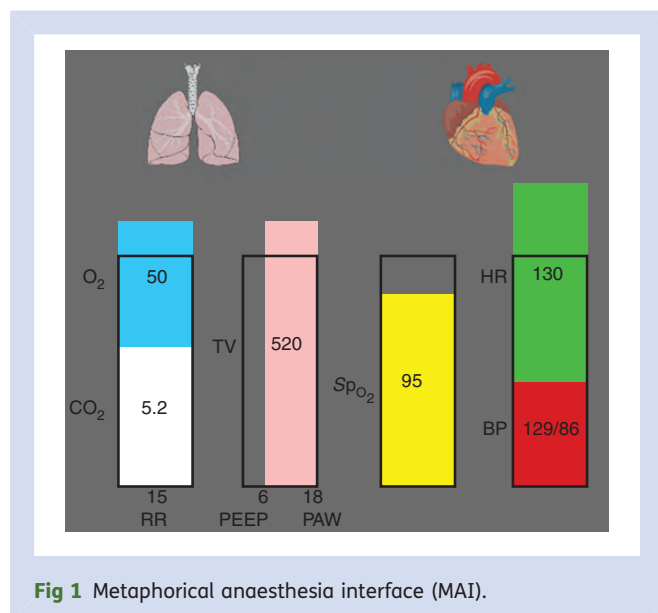 O₂ 50
HR 130
TV 520
SpO₂ 95
CO₂ 5.2
BP 129/86
15 6 18
RR PEEP PAW
Fig 1 Metaphorical anaesthesia interface (MAI).